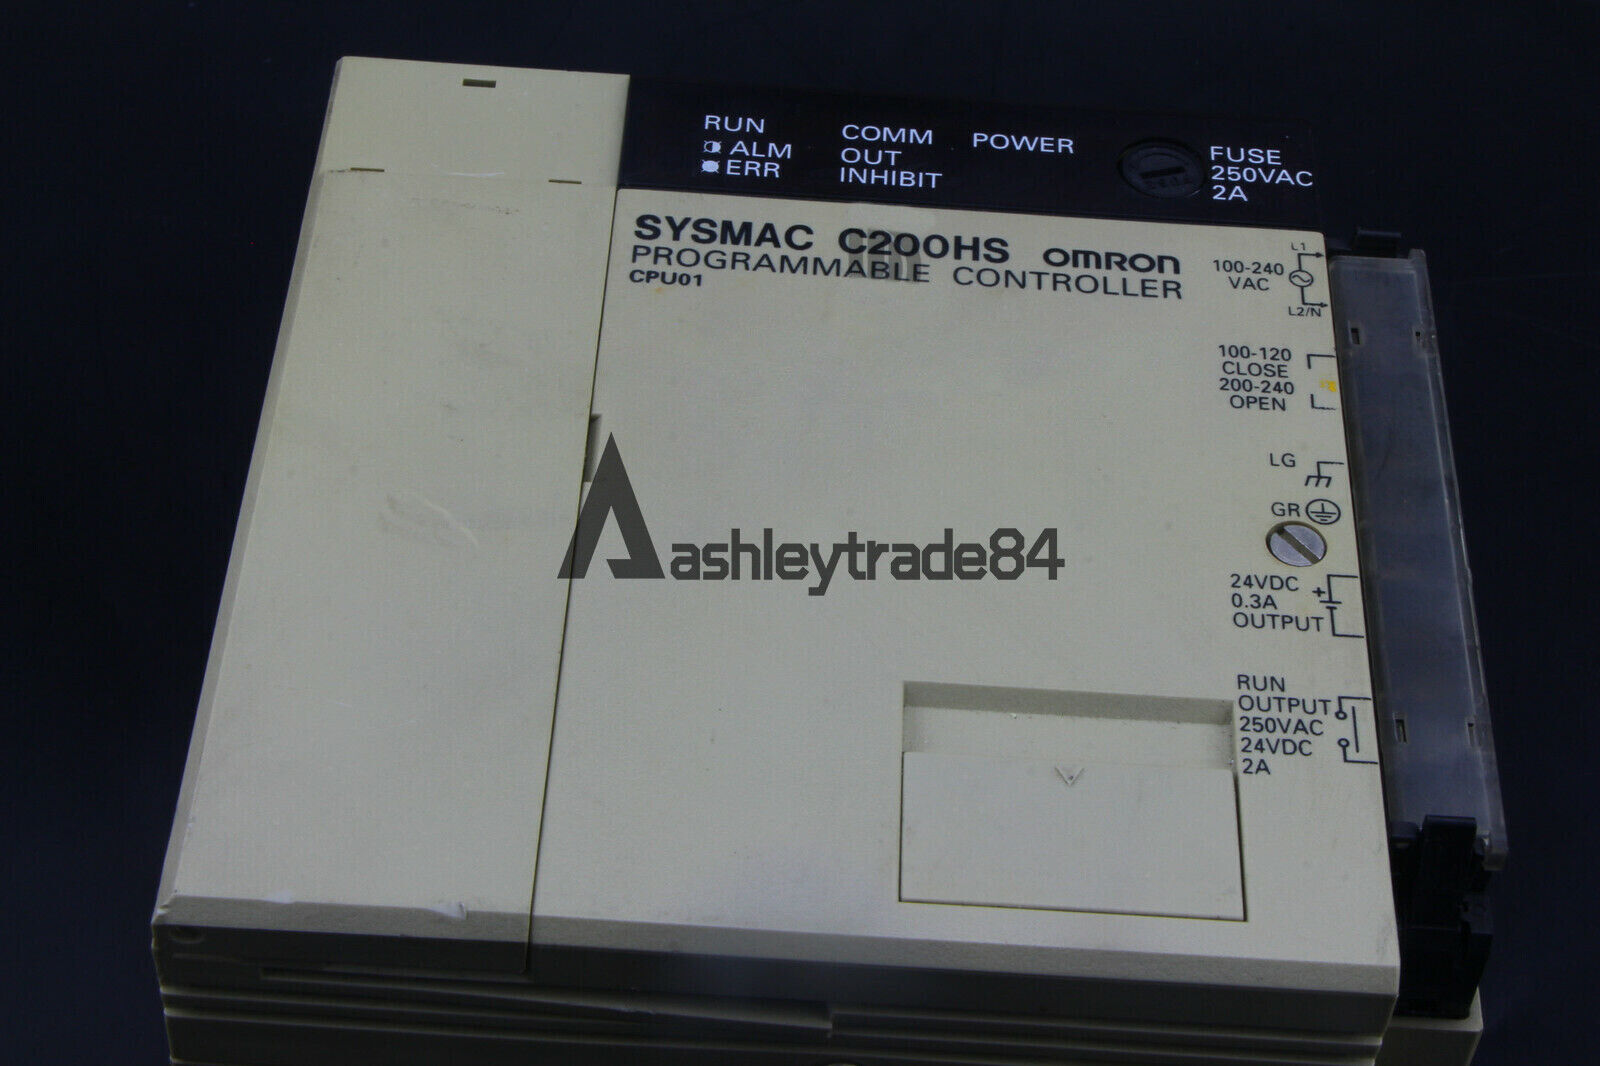 RUN
ALM
ERR
COMM
OUT
INHIBIT
POWER
FUSE
250VAC
2A
SYSMAC C200HS OMRON
PROGRAMMABLE CONTROLLER
CPU01
L1
100-240
VAC
L2/N
100-120
CLOSE
200-240
OPEN
LG
GR
24VDC
0.3A
OUTPUT
+
RUN
OUTPUT
250VAC
24VDC
2A
Aashleytrade84